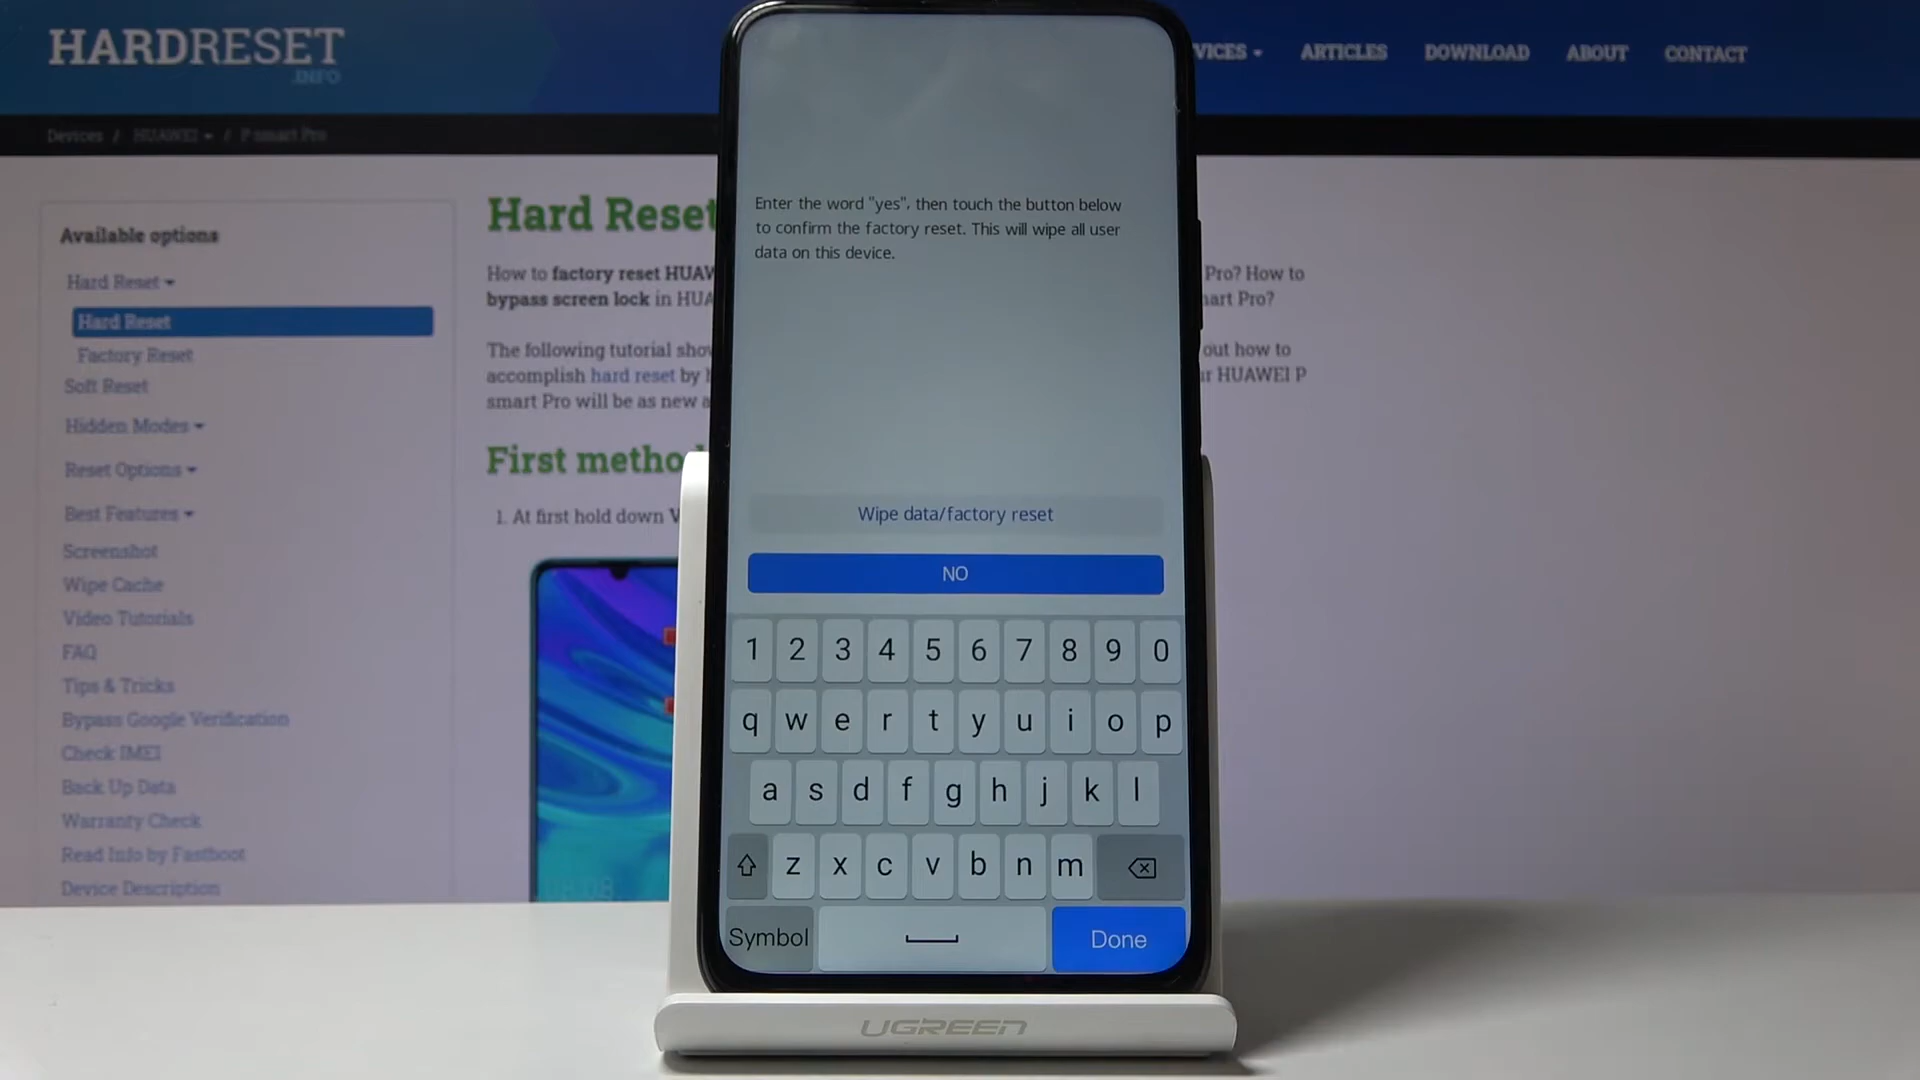 HARDRESET
.INFO
VICES ARTICLES DOWNLOAD ABOUT CONTACT
Devices / HUAWEI / P smart Pro
Available options
Hard Reset
Hard Reset
Factory Reset
Soft Reset
Hidden Modes
Reset Options
Best Features
Screenshot
Wipe Cache
Video Tutorials
FAQ
Tips & Tricks
Bypass Google Verification
Check IMEI
Back Up Data
Warranty Check
Read Info by Fastboot
Device Description
Hard Reset
How to factory reset HUAW Pro? How to
bypass screen lock in HUA art Pro?
The following tutorial show out how to
accomplish hard reset by HUAWEI P
smart Pro will be as new a
First metho
1. At first hold down V
Enter the word "yes", then touch the button below
to confirm the factory reset. This will wipe all user
data on this device.
Wipe data/factory reset
NO
1 2 3 4 5 6 7 8 9 0
q w e r t y u i o p
a s d f g h j k l
z x c v b n m
Symbol Done
UGREEN